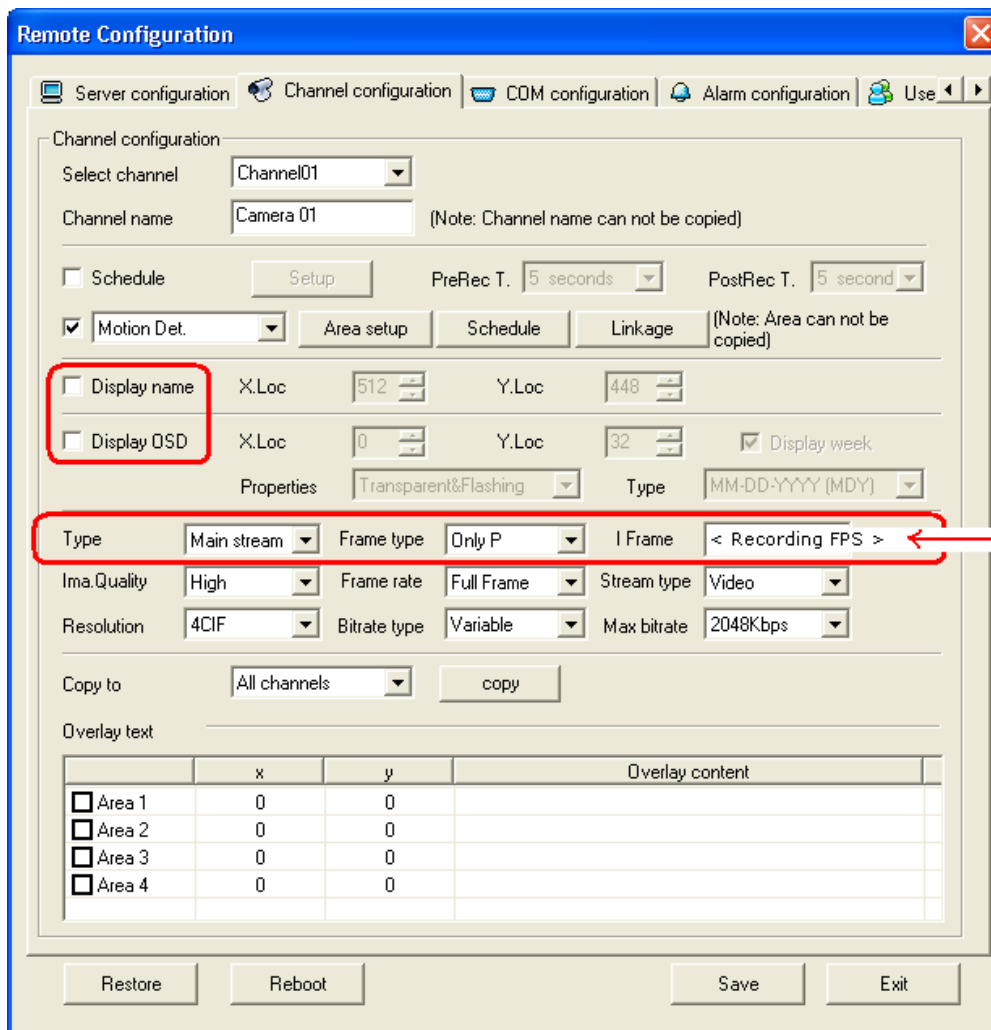 Remote Configuration
Server configuration Channel configuration COM configuration Alarm configuration Use
Channel configuration
Select channel Channel01
Channel name Camera 01 (Note: Channel name can not be copied)
Schedule Setup PreRec T. 5 seconds PostRec T. 5 second
Motion Det. Area setup Schedule Linkage (Note: Area can not be
copied)
Display name X.Loc 512 Y.Loc 448
Display OSD X.Loc 0 Y.Loc 32 Display week
Properties Transparent&Flashing Type MM-DD-YYYY (MDY)
Type Main stream Frame type Only P I Frame < Recording FPS >
Ima.Quality High Frame rate Full Frame Stream type Video
Resolution 4CIF Bitrate type Variable Max bitrate 2048Kbps
Copy to All channels copy
Overlay text
x y Overlay content
Area 1 0 0
Area 2 0 0
Area 3 0 0
Area 4 0 0
Restore Reboot Save Exit